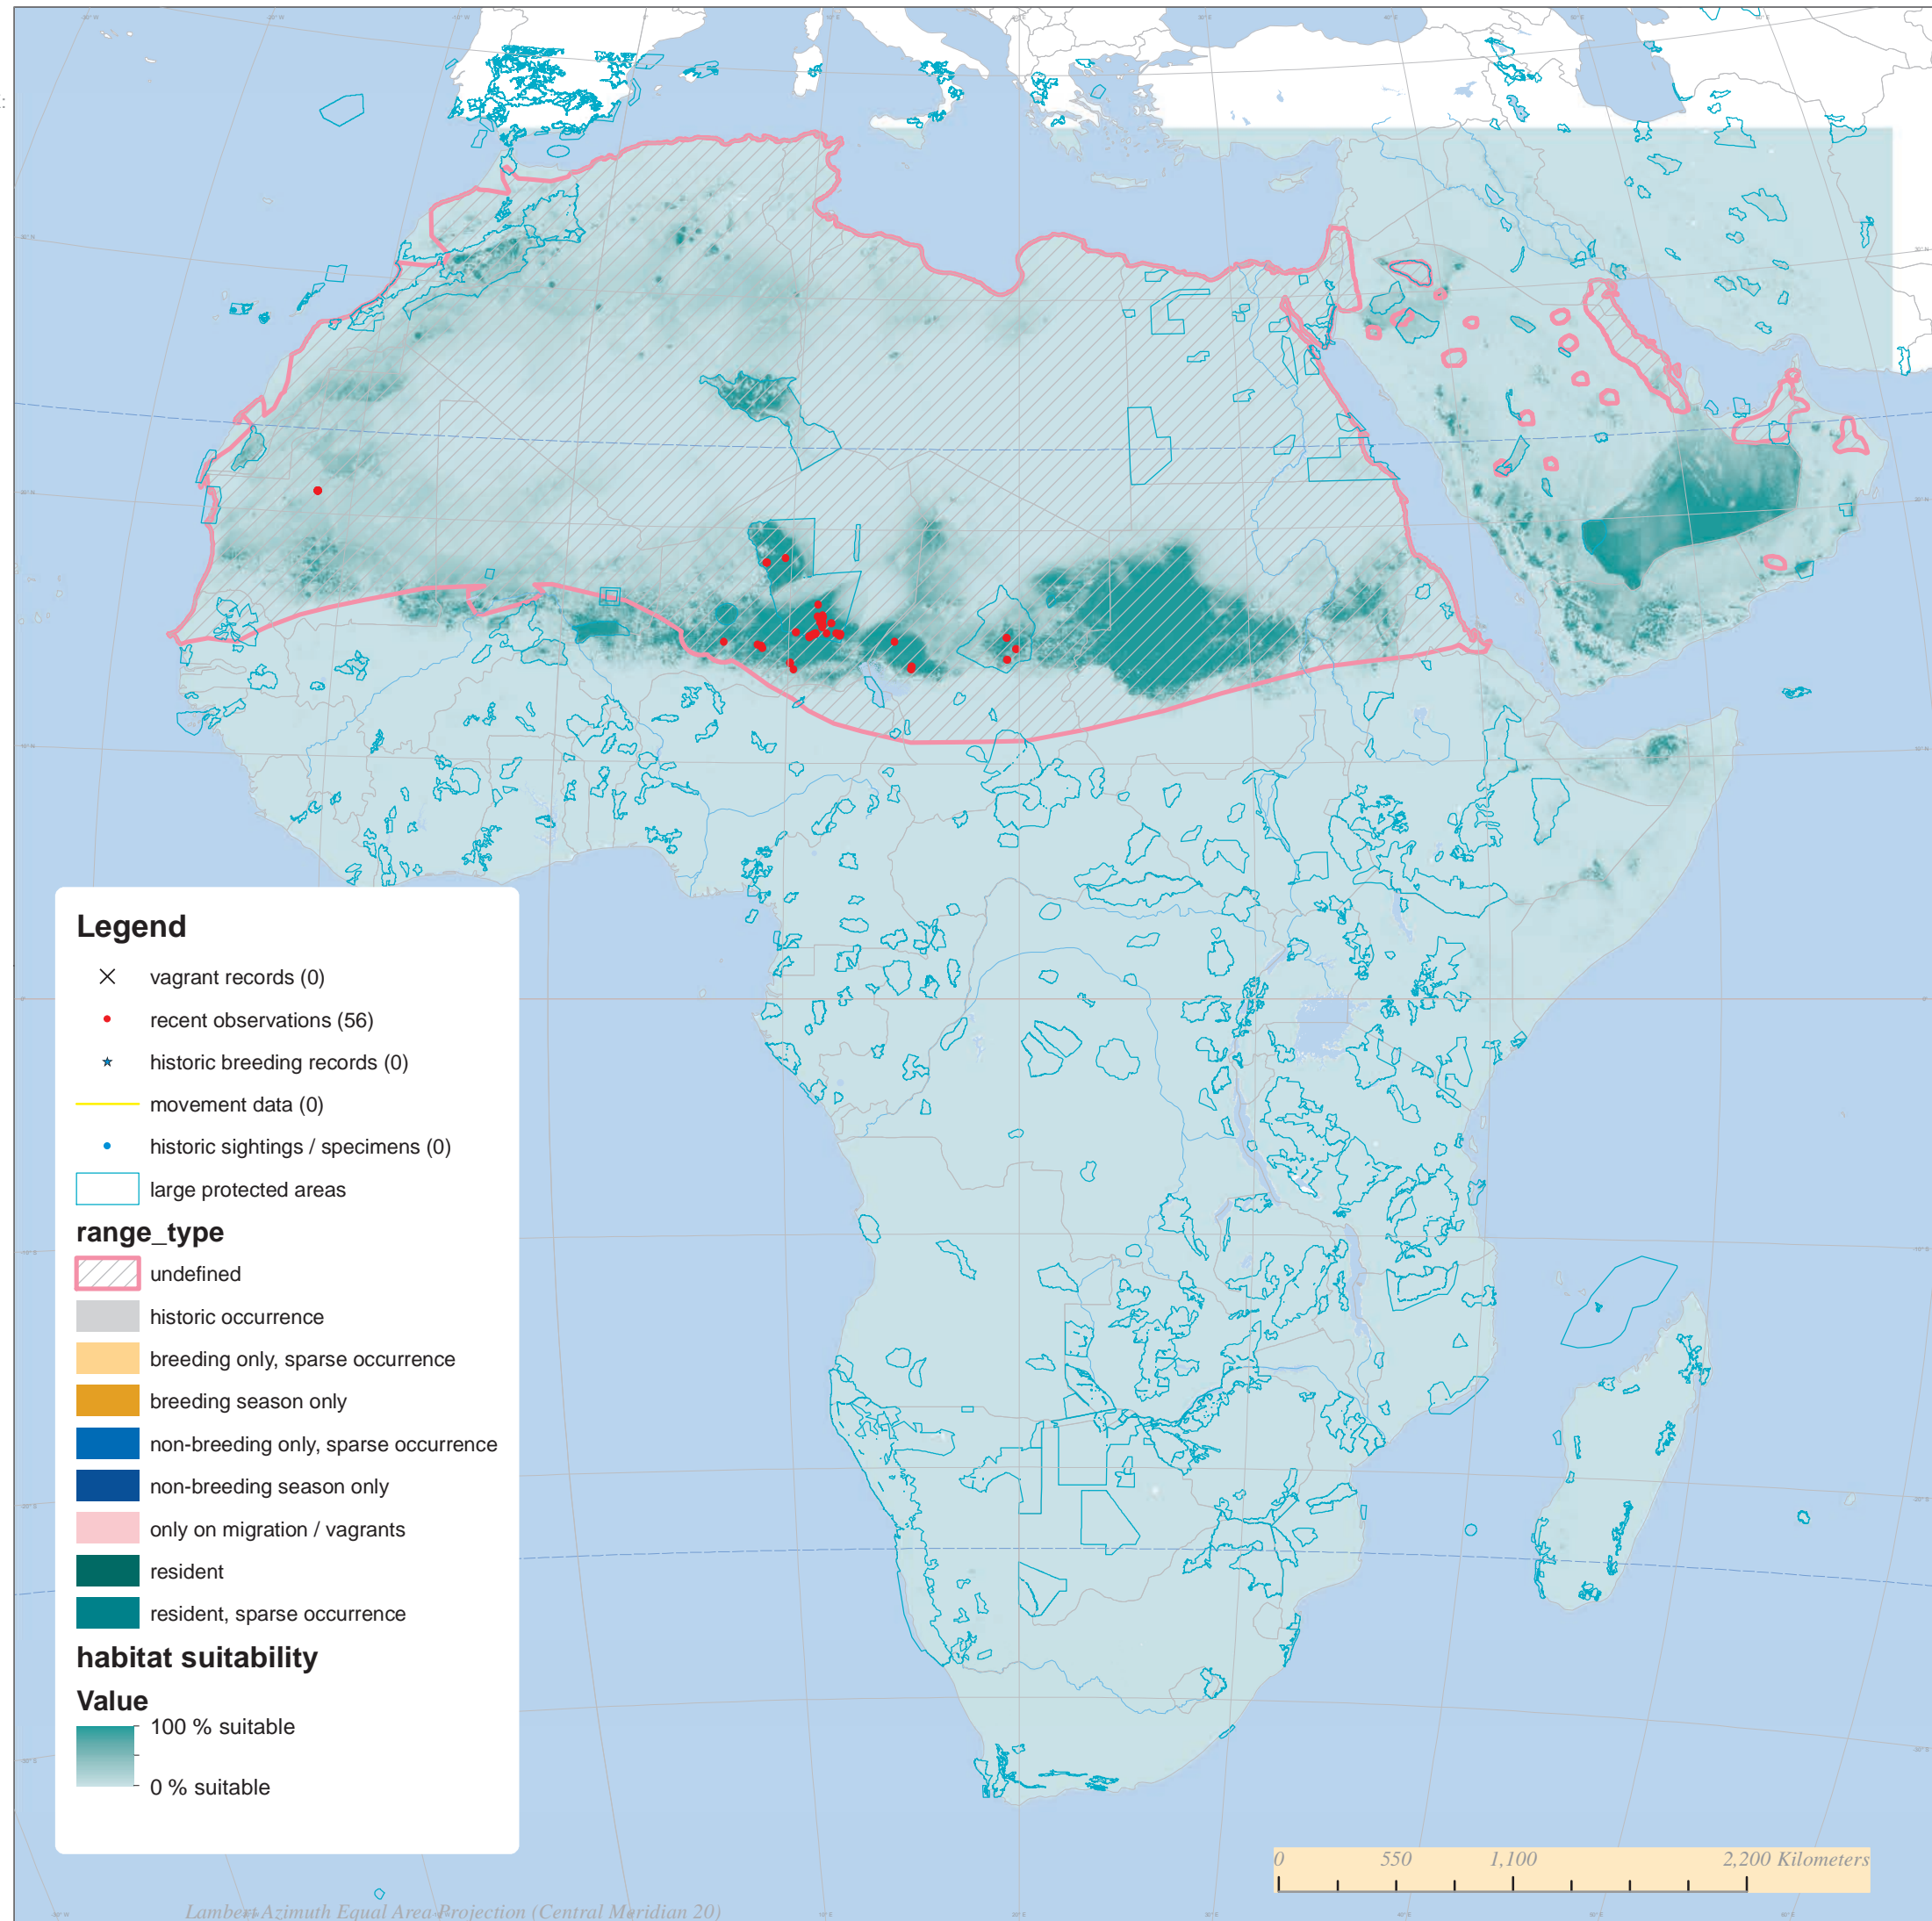 Legend
vagrant records (0)
recent observations (56)
historic breeding records (0)
movement data (0)
historic sightings / specimens (0)
large protected areas
range_type
undefined
historic occurrence
breeding only, sparse occurrence
breeding season only
non-breeding only, sparse occurrence
non-breeding season only
only on migration / vagrants
resident
resident, sparse occurrence
habitat suitability
Value
100 % suitable
0 % suitable
0 550 1,100 2,200 Kilometers
Lambert Azimuth Equal Area Projection (Central Meridian 20)